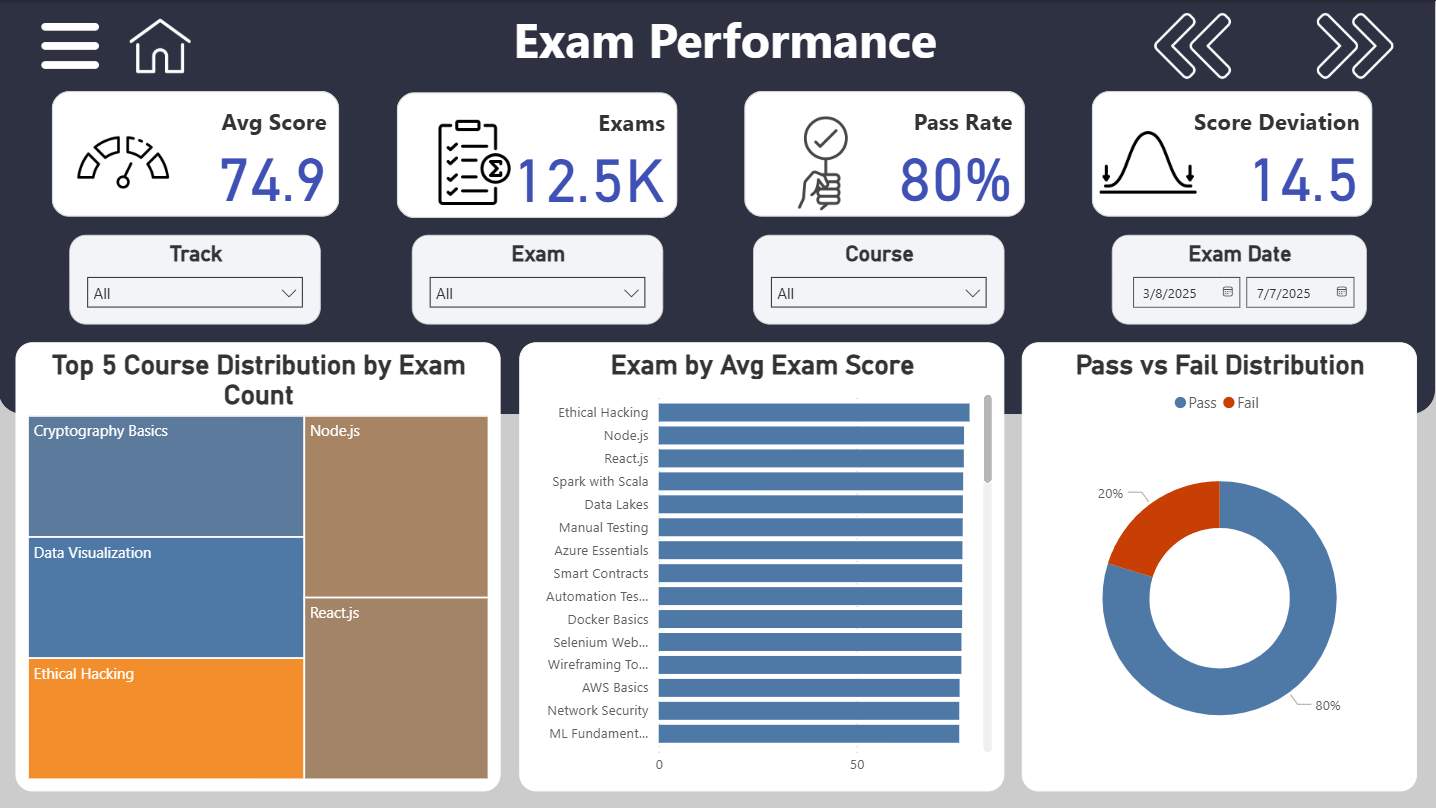 Exam Performance
Avg Score
74.9
Exams
Σ
12.5K
Pass Rate
80%
Score Deviation
14.5
Track
All
Exam
All
Course
All
Exam Date
3/8/2025
7/7/2025
Top 5 Course Distribution by Exam
Count
Cryptography Basics
Data Visualization
Ethical Hacking
Node.js
React.js
Exam by Avg Exam Score
Ethical Hacking
Node.js
React.js
Spark with Scala
Data Lakes
Manual Testing
Azure Essentials
Smart Contracts
Automation Tes...
Docker Basics
Selenium Web...
Wireframing To...
AWS Basics
Network Security
ML Fundament...
0
50
Pass vs Fail Distribution
Pass
Fail
20%
80%